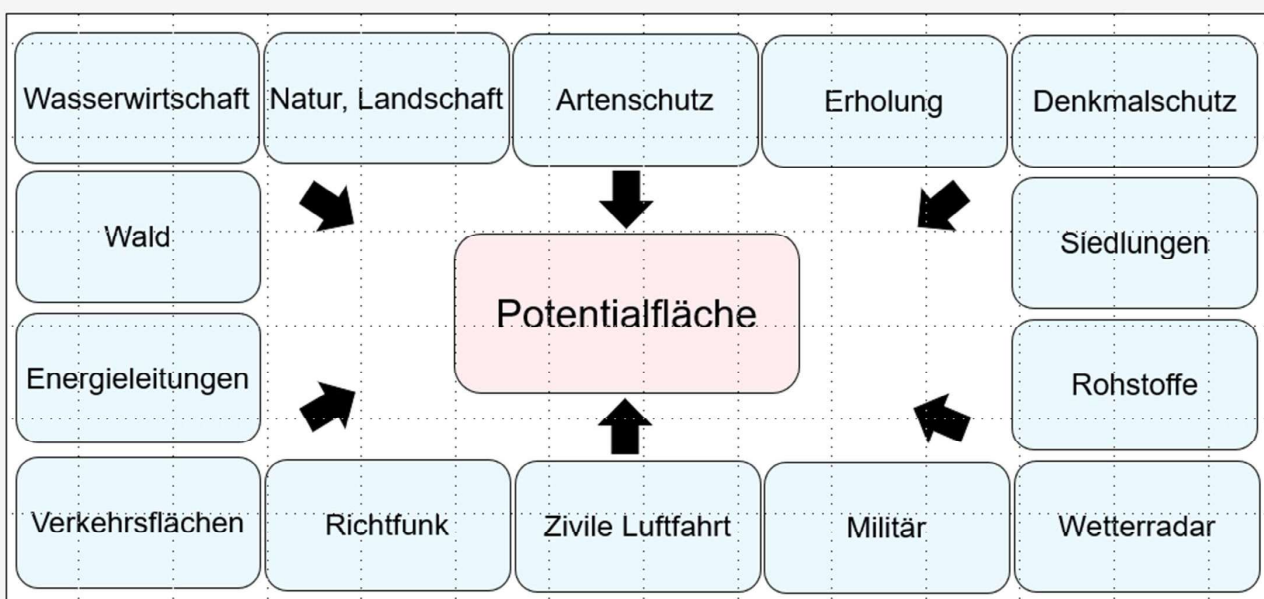 Wasserwirtschaft
Natur, Landschaft
Artenschutz
Erholung
Denkmalschutz
Wald
Siedlungen
Potentialfläche
Energieleitungen
Rohstoffe
Verkehrsflächen
Richtfunk
Zivile Luftfahrt
Militär
Wetterradar